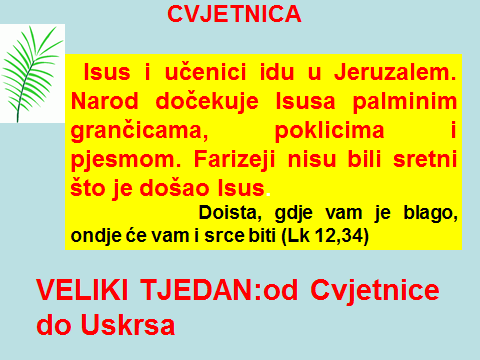 CVJETNICA
Isus i učenici idu u Jeruzalem.
Narod dočekuje Isusa palminim
grančicama, poklicima i
pjesmom. Farizeji nisu bili sretni
što je došao Isus.
Doista, gdje vam je blago,
ondje će vam i srce biti (Lk 12,34)
VELIKI TJEDAN:od Cvjetnice
do Uskrsa